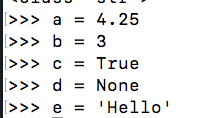 >>> a = 4.25
>>> b = 3
>>> c = True
>>> d = None
>>> e = 'Hello'